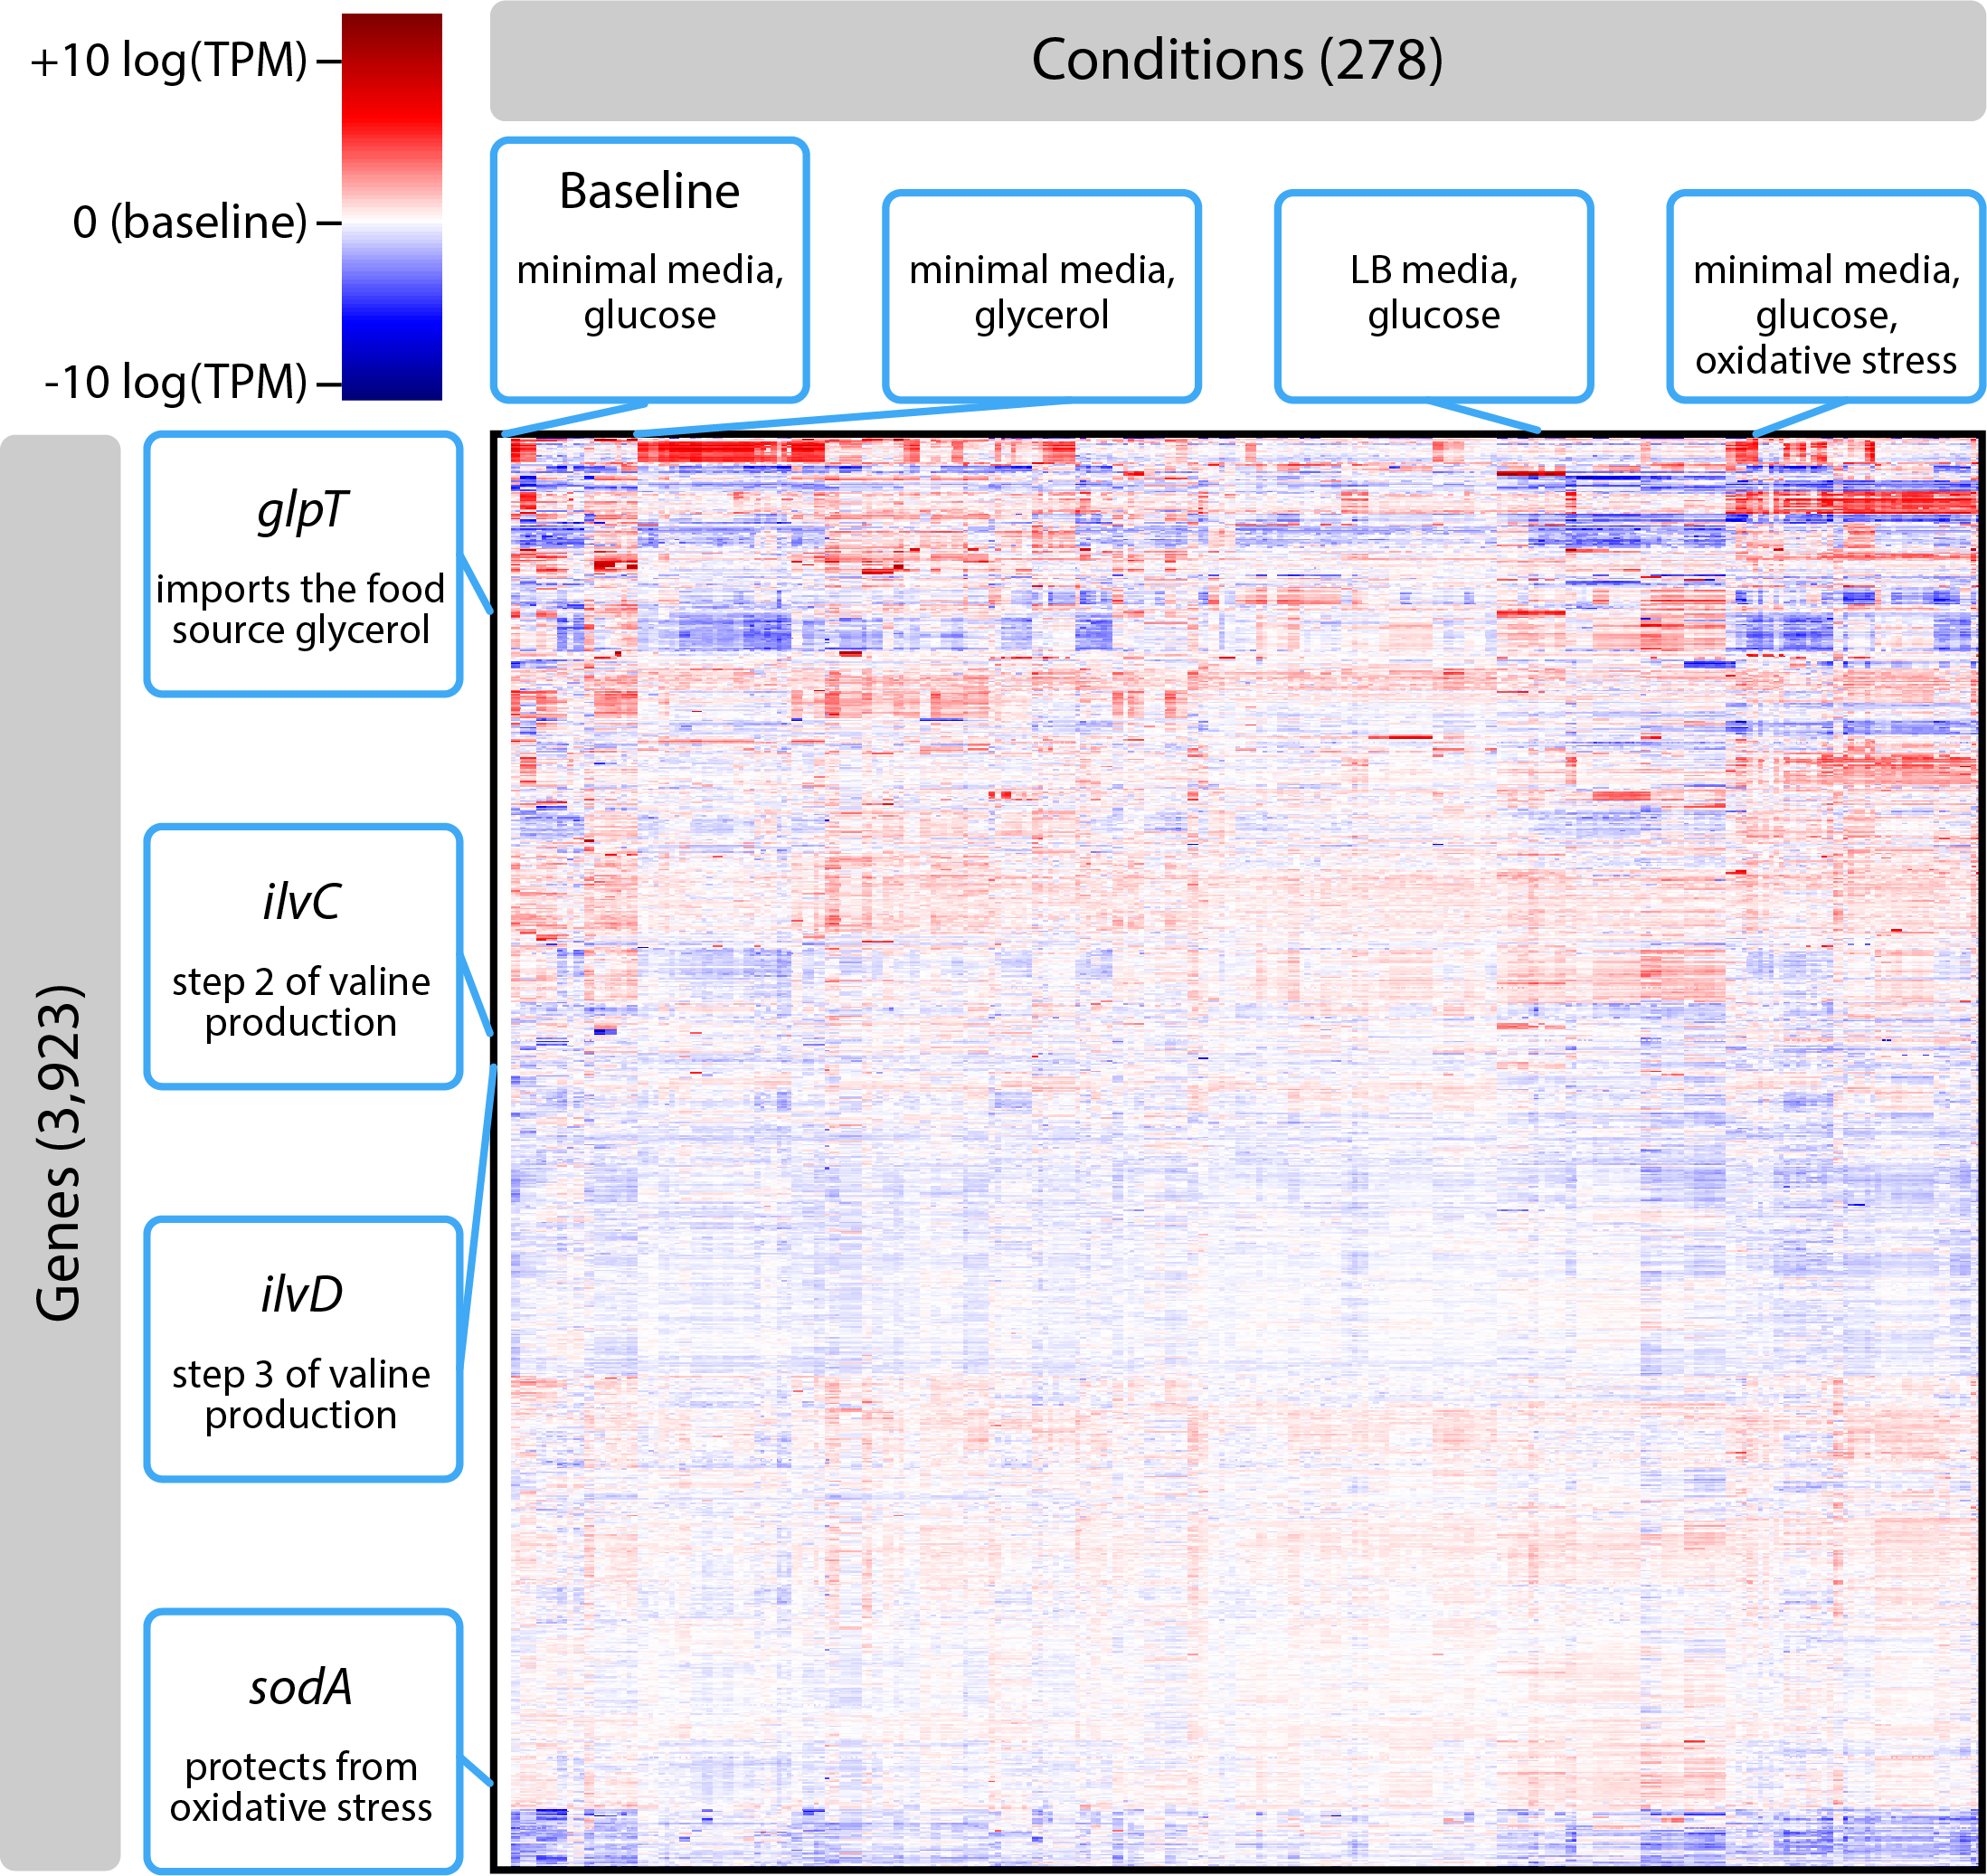 +10 log(TPM)
0 (baseline)
-10 log(TPM)
Conditions (278)
Baseline
minimal media,
glucose
minimal media,
glycerol
LB media,
glucose
minimal media,
glucose,
oxidative stress
Genes (3,923)
glpT
imports the food
source glycerol
ilvC
step 2 of valine
production
ilvD
step 3 of valine
production
sodA
protects from
oxidative stress